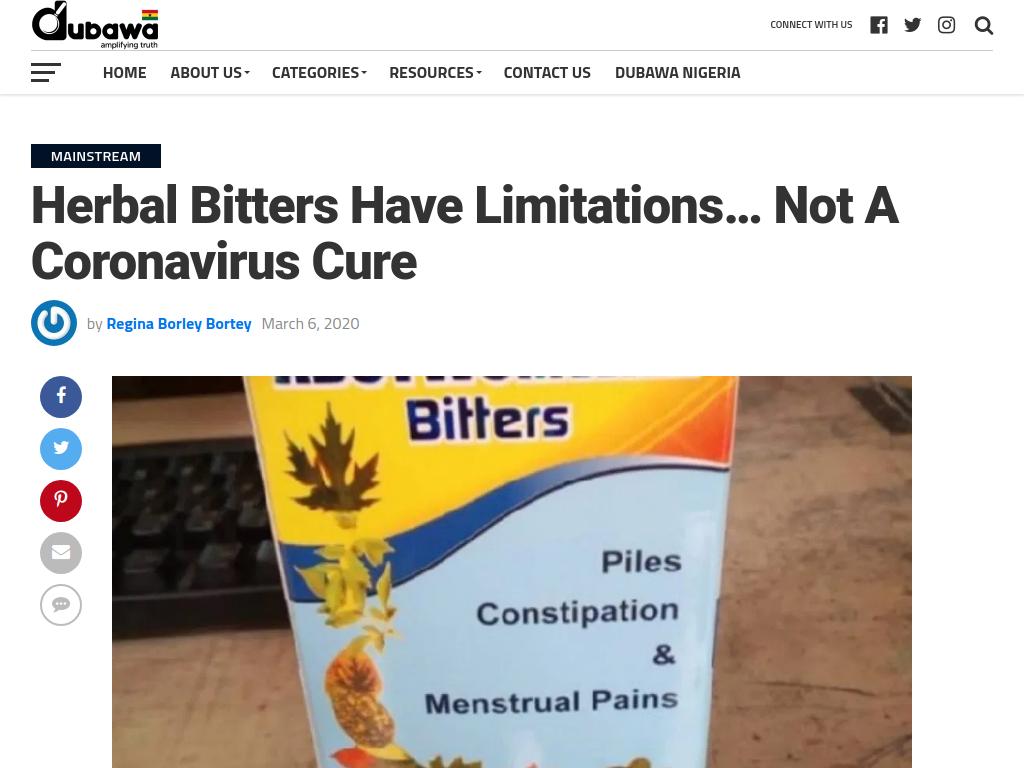 dubawa
amplifying truth
CONNECT WITH US
HOME ABOUT US CATEGORIES RESOURCES CONTACT US DUBAWA NIGERIA
MAINSTREAM
Herbal Bitters Have Limitations... Not A
Coronavirus Cure
by Regina Borley Bortey March 6, 2020
Bitters
Piles
Constipation
&
Menstrual Pains